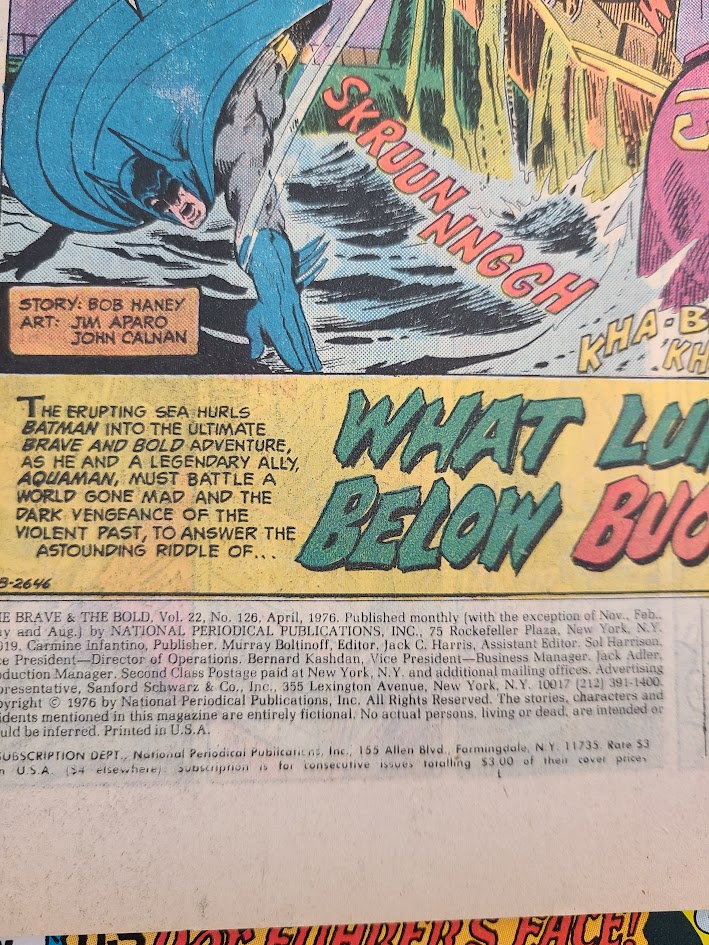 SKRUUNNNGGH
STORY: BOB HANEY
ART: JIM APARO
JOHN CALNAN
KHA-B
KH
THE ERUPTING SEA HURLS
BATMAN INTO THE ULTIMATE
BRAVE AND BOLD ADVENTURE,
AS HE AND A LEGENDARY ALLY,
AQUAMAN, MUST BATTLE A
WORLD GONE MAD AND THE
DARK VENGEANCE OF THE
VIOLENT PAST, TO ANSWER THE
ASTOUNDING RIDDLE OF...
WHAT LU
BELOW BUO
B-2646
E BRAVE & THE BOLD, Vol. 22, No. 126, April, 1976. Published monthly (with the exception of Nov., Feb.,
y and Aug.) by NATIONAL PERIODICAL PUBLICATIONS, INC., 75 Rockefeller Plaza, New York, N.Y.
019. Carmine Infantino, Publisher. Murray Boltinoff, Editor. Jack C. Harris, Assistant Editor. Sol Harrison,
e President—Director of Operations. Bernard Kashdan, Vice President—Business Manager. Jack Adler,
duction Manager. Second Class Postage paid at New York, N.Y. and additional mailing offices. Advertising
presentative, Sanford Schwarz & Co., Inc., 355 Lexington Avenue, New York, N.Y. 10017 (212) 391-1400.
pyright © 1976 by National Periodical Publications, Inc. All Rights Reserved. The stories, characters and
idents mentioned in this magazine are entirely fictional. No actual persons, living or dead, are intended or
uld be inferred. Printed in U.S.A.
SUBSCRIPTION DEPT., National Periodical Publications, Inc., 155 Allen Blvd., Farmingdale, N.Y. 11735. Rate $3
n U.S.A. ($4 elsewhere). Subscription is for consecutive issues totalling $3.00 of their cover prices
DER FUEHRER'S FACE!